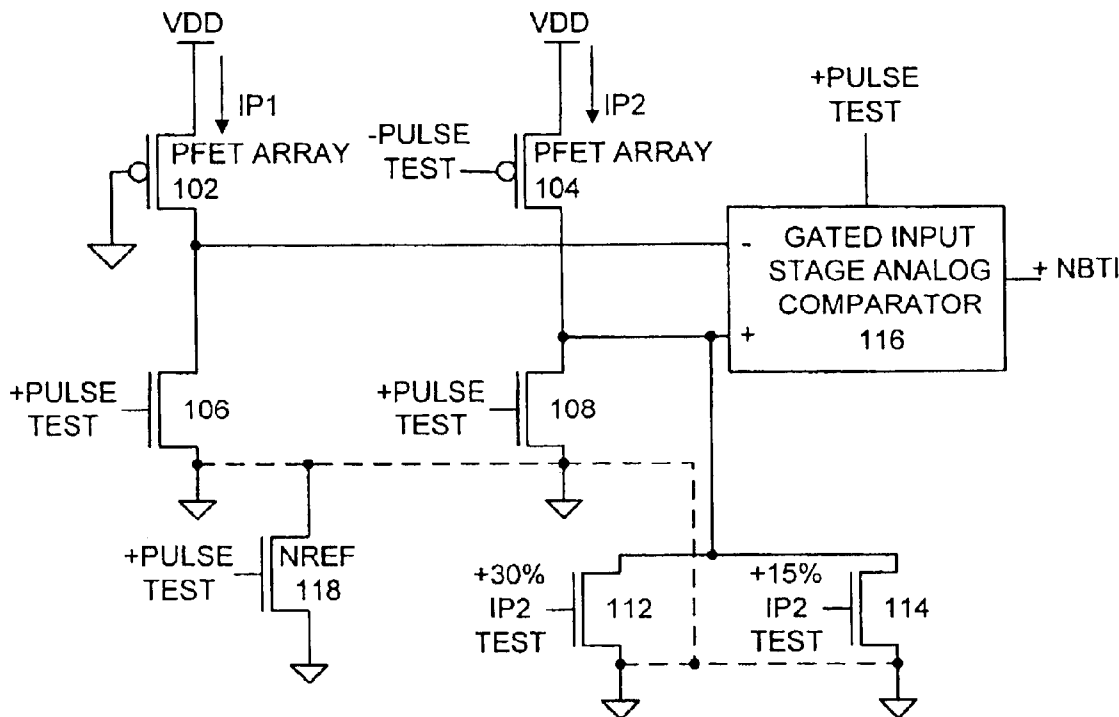 VDD
VDD
IP1
IP2
+PULSE
TEST
PFET ARRAY
102
-PULSE
TEST
PFET ARRAY
104
-
GATED INPUT
STAGE ANALOG
COMPARATOR
116
+
+ NBTI
+PULSE
TEST
106
+PULSE
TEST
108
+PULSE
TEST
NREF
118
+30%
IP2
TEST
112
+15%
IP2
TEST
114